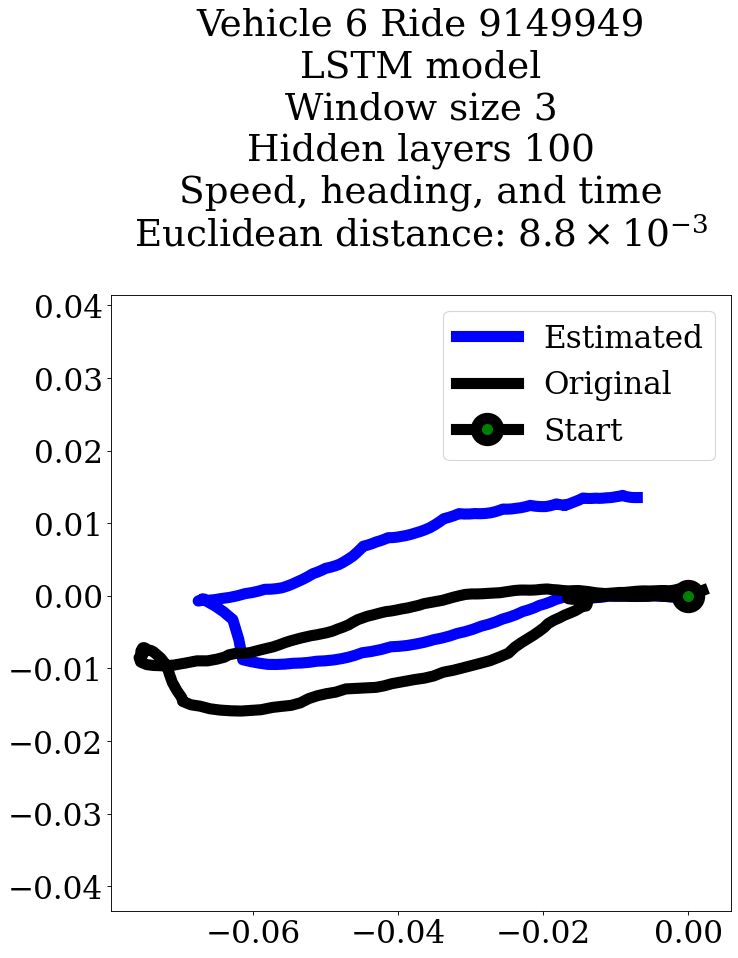 Vehicle 6 Ride 9149949
LSTM model
Window size 3
Hidden layers 100
Speed, heading, and time
Euclidean distance: 8.8 × 10⁻³
Estimated
Original
Start
0.04
0.03
0.02
0.01
0.00
−0.01
−0.02
−0.03
−0.04
−0.06 −0.04 −0.02 0.00